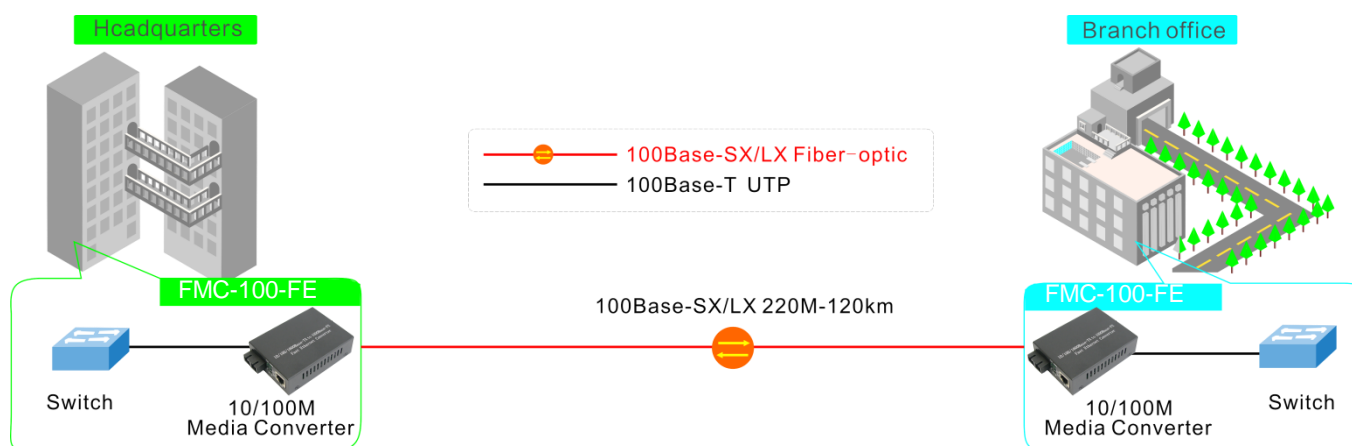 Hcadquarters
Branch office
100Base-SX/LX Fiber-optic
100Base-T UTP
FMC-100-FE
FMC-100-FE
100Base-SX/LX 220M-120km
Switch
10/100M
Media Converter
10/100M
Media Converter
Switch